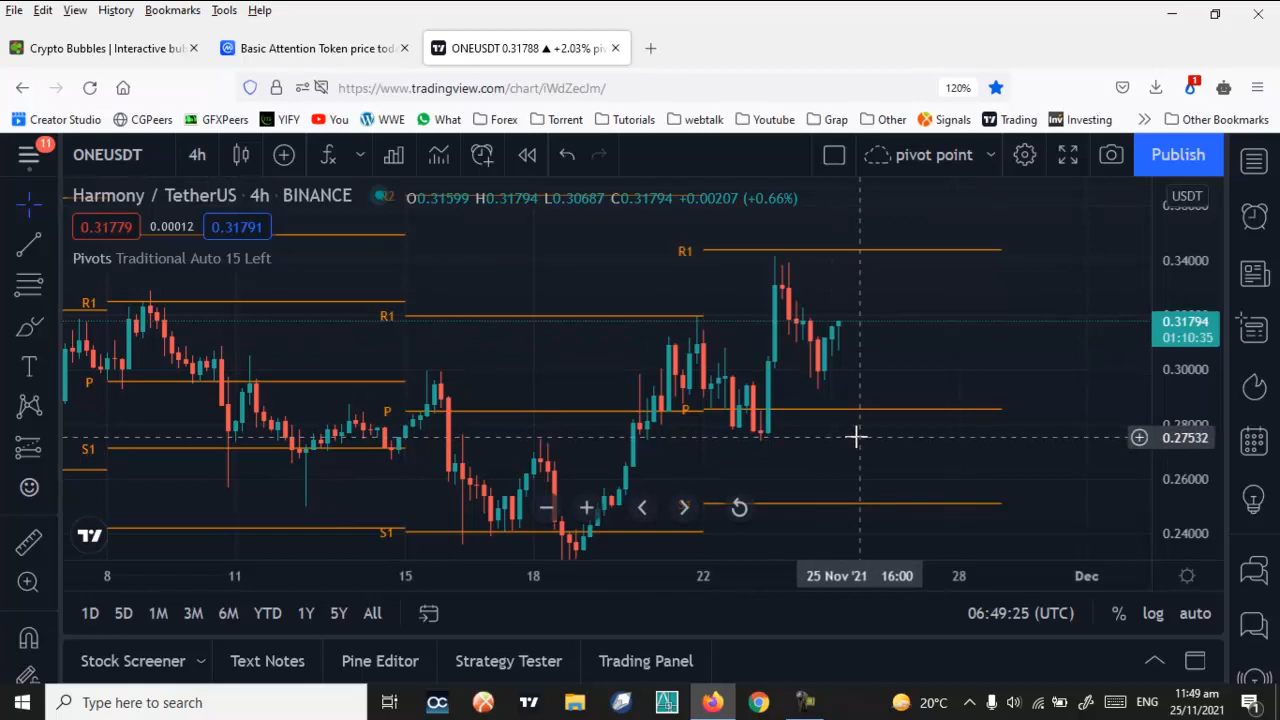 File Edit View History Bookmarks Tools Help
Crypto Bubbles | Interactive bu
Basic Attention Token price tod
ONEUSDT 0.31788 ▲ +2.03% piv
https://www.tradingview.com/chart/iWdZecJm/
120%
1
Creator Studio CGPeers GFXPeers YIFY You WWE What Forex Torrent Tutorials webtalk Youtube Grap Other Signals Trading Investing Other Bookmarks
11
ONEUSDT 4h pivot point Publish
Harmony / TetherUS · 4h · BINANCE
R2
O0.31599 H0.31794 L0.30687 C0.31794 +0.00207 (+0.66%)
USDT
0.31779 0.00012 0.31791
Pivots Traditional Auto 15 Left
R1
0.34000
R1
R1
0.31794
01:10:35
0.30000
P
P
P
0.28000
0.27532
S1
0.26000
S1
0.24000
8 11 15 18 22 25 Nov '21 16:00 28 Dec
1D 5D 1M 3M 6M YTD 1Y 5Y All 06:49:25 (UTC) % log auto
Stock Screener Text Notes Pine Editor Strategy Tester Trading Panel
Type here to search
20°C
ENG
11:49 am
25/11/2021